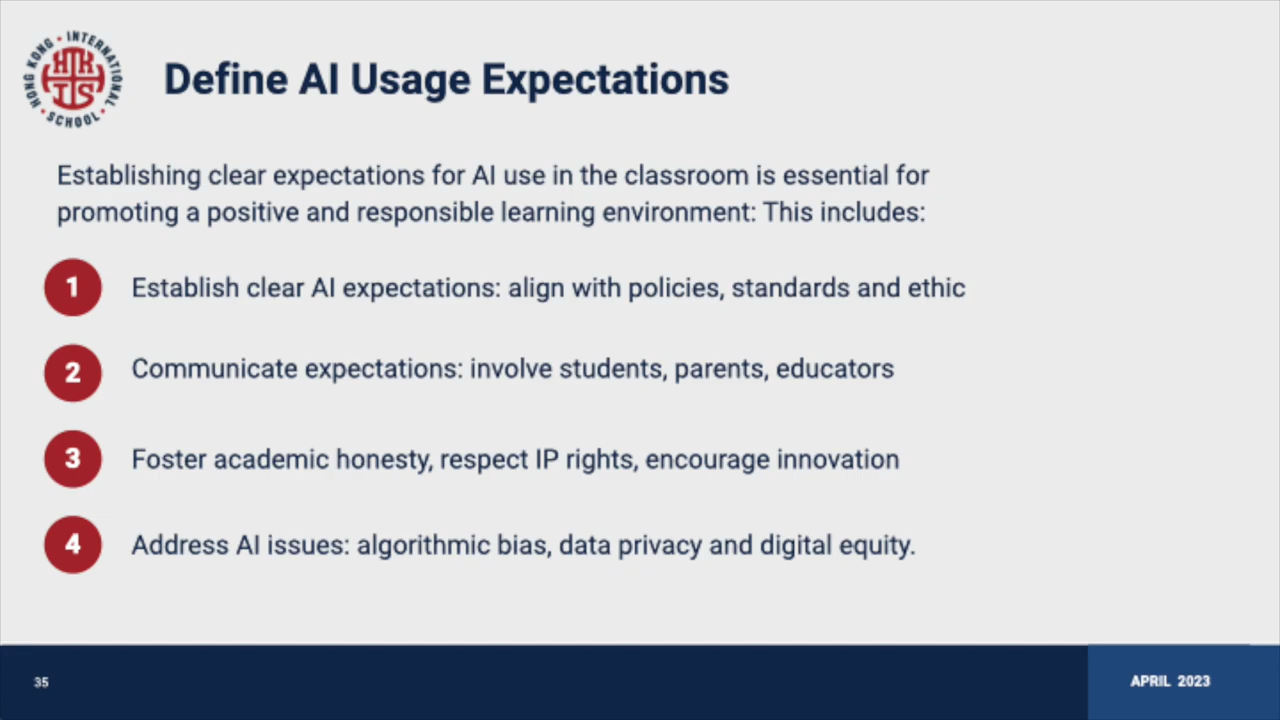 HONG KONG • INTERNATIONAL • SCHOOL •
HKIS
Define AI Usage Expectations
Establishing clear expectations for AI use in the classroom is essential for
promoting a positive and responsible learning environment: This includes:
1 Establish clear AI expectations: align with policies, standards and ethic
2 Communicate expectations: involve students, parents, educators
3 Foster academic honesty, respect IP rights, encourage innovation
4 Address AI issues: algorithmic bias, data privacy and digital equity.
35
APRIL 2023